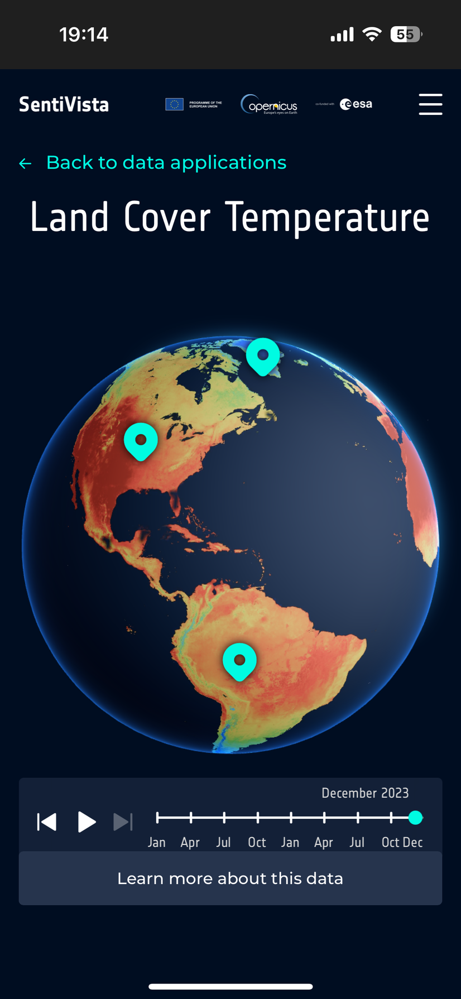 19:14
55
SentiVista
PROGRAMME OF THE
EUROPEAN UNION
opernicus
Europe's eyes on Earth
co-funded with
esa
← Back to data applications
Land Cover Temperature
December 2023
Jan Apr Jul Oct Jan Apr Jul Oct Dec
Learn more about this data